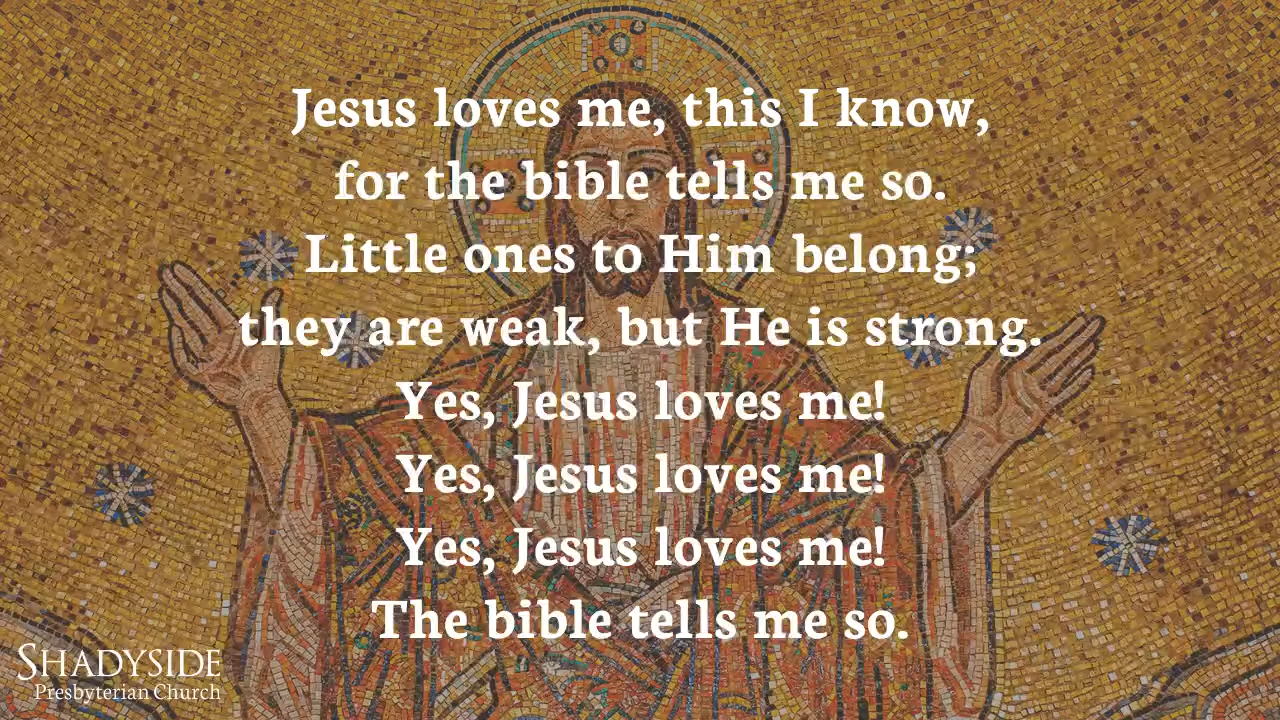 Jesus loves me, this I know,
for the bible tells me so.
Little ones to Him belong;
they are weak, but He is strong.
Yes, Jesus loves me!
Yes, Jesus loves me!
Yes, Jesus loves me!
The bible tells me so.
SHADYSIDE
Presbyterian Church